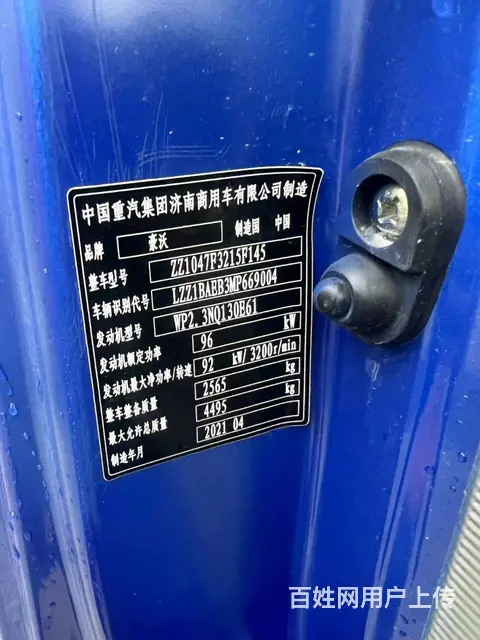 中国重汽集团济南商用车有限公司制造
品牌 豪沃 制造国 中国
整车型号 ZZ1047F3215F145
车辆识别代号 LZZ1BAEB3MP669004
发动机型号 WP2.3NQ130E61
发动机额定功率 96 kW
发动机最大净功率/转速 92 kW/ 3200r/min
整车整备质量 2565 kg
最大允许总质量 4495 kg
制造年月 2021 04
百姓网用户上传